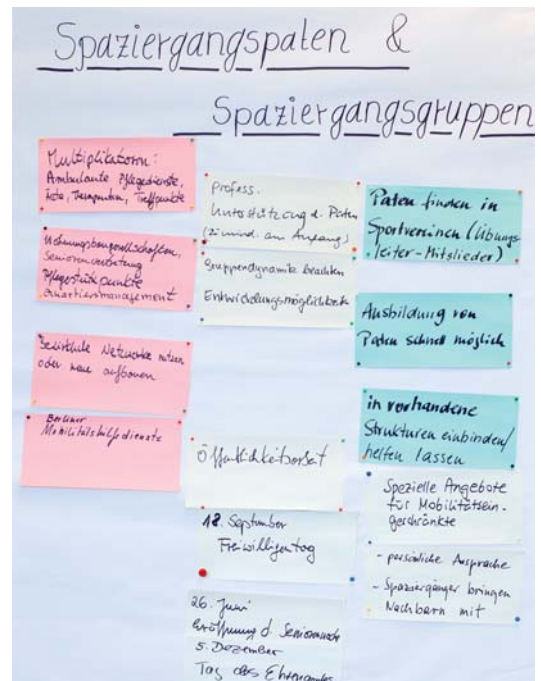 Spaziergangspaten &
Spaziergangsgruppen
Multiplikatoren:
Ambulante Pflegedienste,
Ärzte, Therapeuten, Treffpunkte
Wohnungsbaugesellschaften,
Seniorenvertretung
Pflegestützpunkte
Quartiersmanagement
Bezirkliche Netzwerke nutzen
oder neue aufbauen
Berliner
Mobilitätshilfedienste
Profess.
Unterstützung d. Paten
(zumind. am Anfang)
Gruppendynamik beachten
Entwicklungsmöglichkeit
Öffentlichkeitsarbeit
18. September
Freiwilligentag
26. Juni
Eröffnung d. Seniorenwoche
5. Dezember
Tag des Ehrenamtes
Paten finden in
Sportvereinen (Übungs
leiter-Mitglieder)
Ausbildung von
Paten schnell möglich
in vorhandene
Strukturen einbinden/
helfen lassen
Spezielle Angebote
für Mobilitätsein-
geschränkte
- persönliche Ansprache
- Spaziergänger bringen
Nachbarn mit